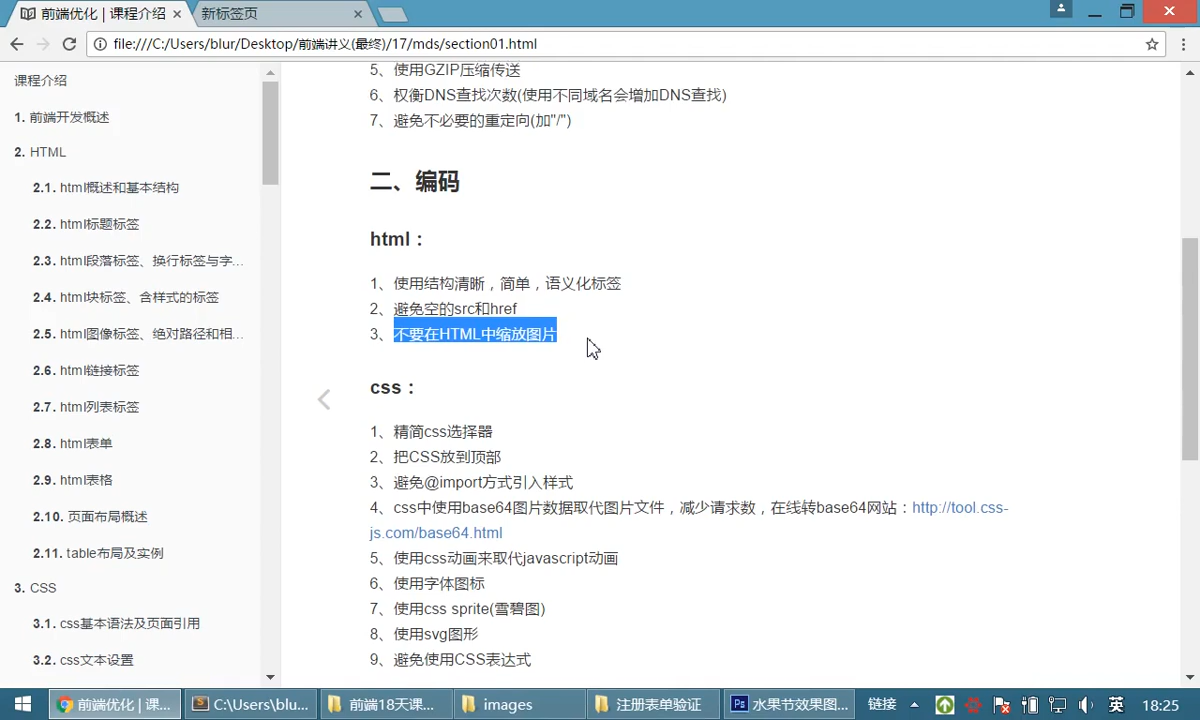 前端优化 | 课程介绍
新标签页
file:///C:/Users/blur/Desktop/前端讲义(最终)/17/mds/section01.html
课程介绍
1. 前端开发概述
2. HTML
2.1. html概述和基本结构
2.2. html标题标签
2.3. html段落标签、换行标签与字...
2.4. html块标签、含样式的标签
2.5. html图像标签、绝对路径和相...
2.6. html链接标签
2.7. html列表标签
2.8. html表单
2.9. html表格
2.10. 页面布局概述
2.11. table布局及实例
3. CSS
3.1. css基本语法及页面引用
3.2. css文本设置
5、使用GZIP压缩传送
6、权衡DNS查找次数(使用不同域名会增加DNS查找)
7、避免不必要的重定向(加"/")
二、编码
html：
1、使用结构清晰，简单，语义化标签
2、避免空的src和href
3、不要在HTML中缩放图片
css：
1、精简css选择器
2、把CSS放到顶部
3、避免@import方式引入样式
4、css中使用base64图片数据取代图片文件，减少请求数，在线转base64网站：http://tool.css-
js.com/base64.html
5、使用css动画来取代javascript动画
6、使用字体图标
7、使用css sprite(雪碧图)
8、使用svg图形
9、避免使用CSS表达式
前端优化 | 课...
C:\Users\blu...
前端18天课...
images
注册表单验证
Ps
水果节效果图...
链接
英
18:25